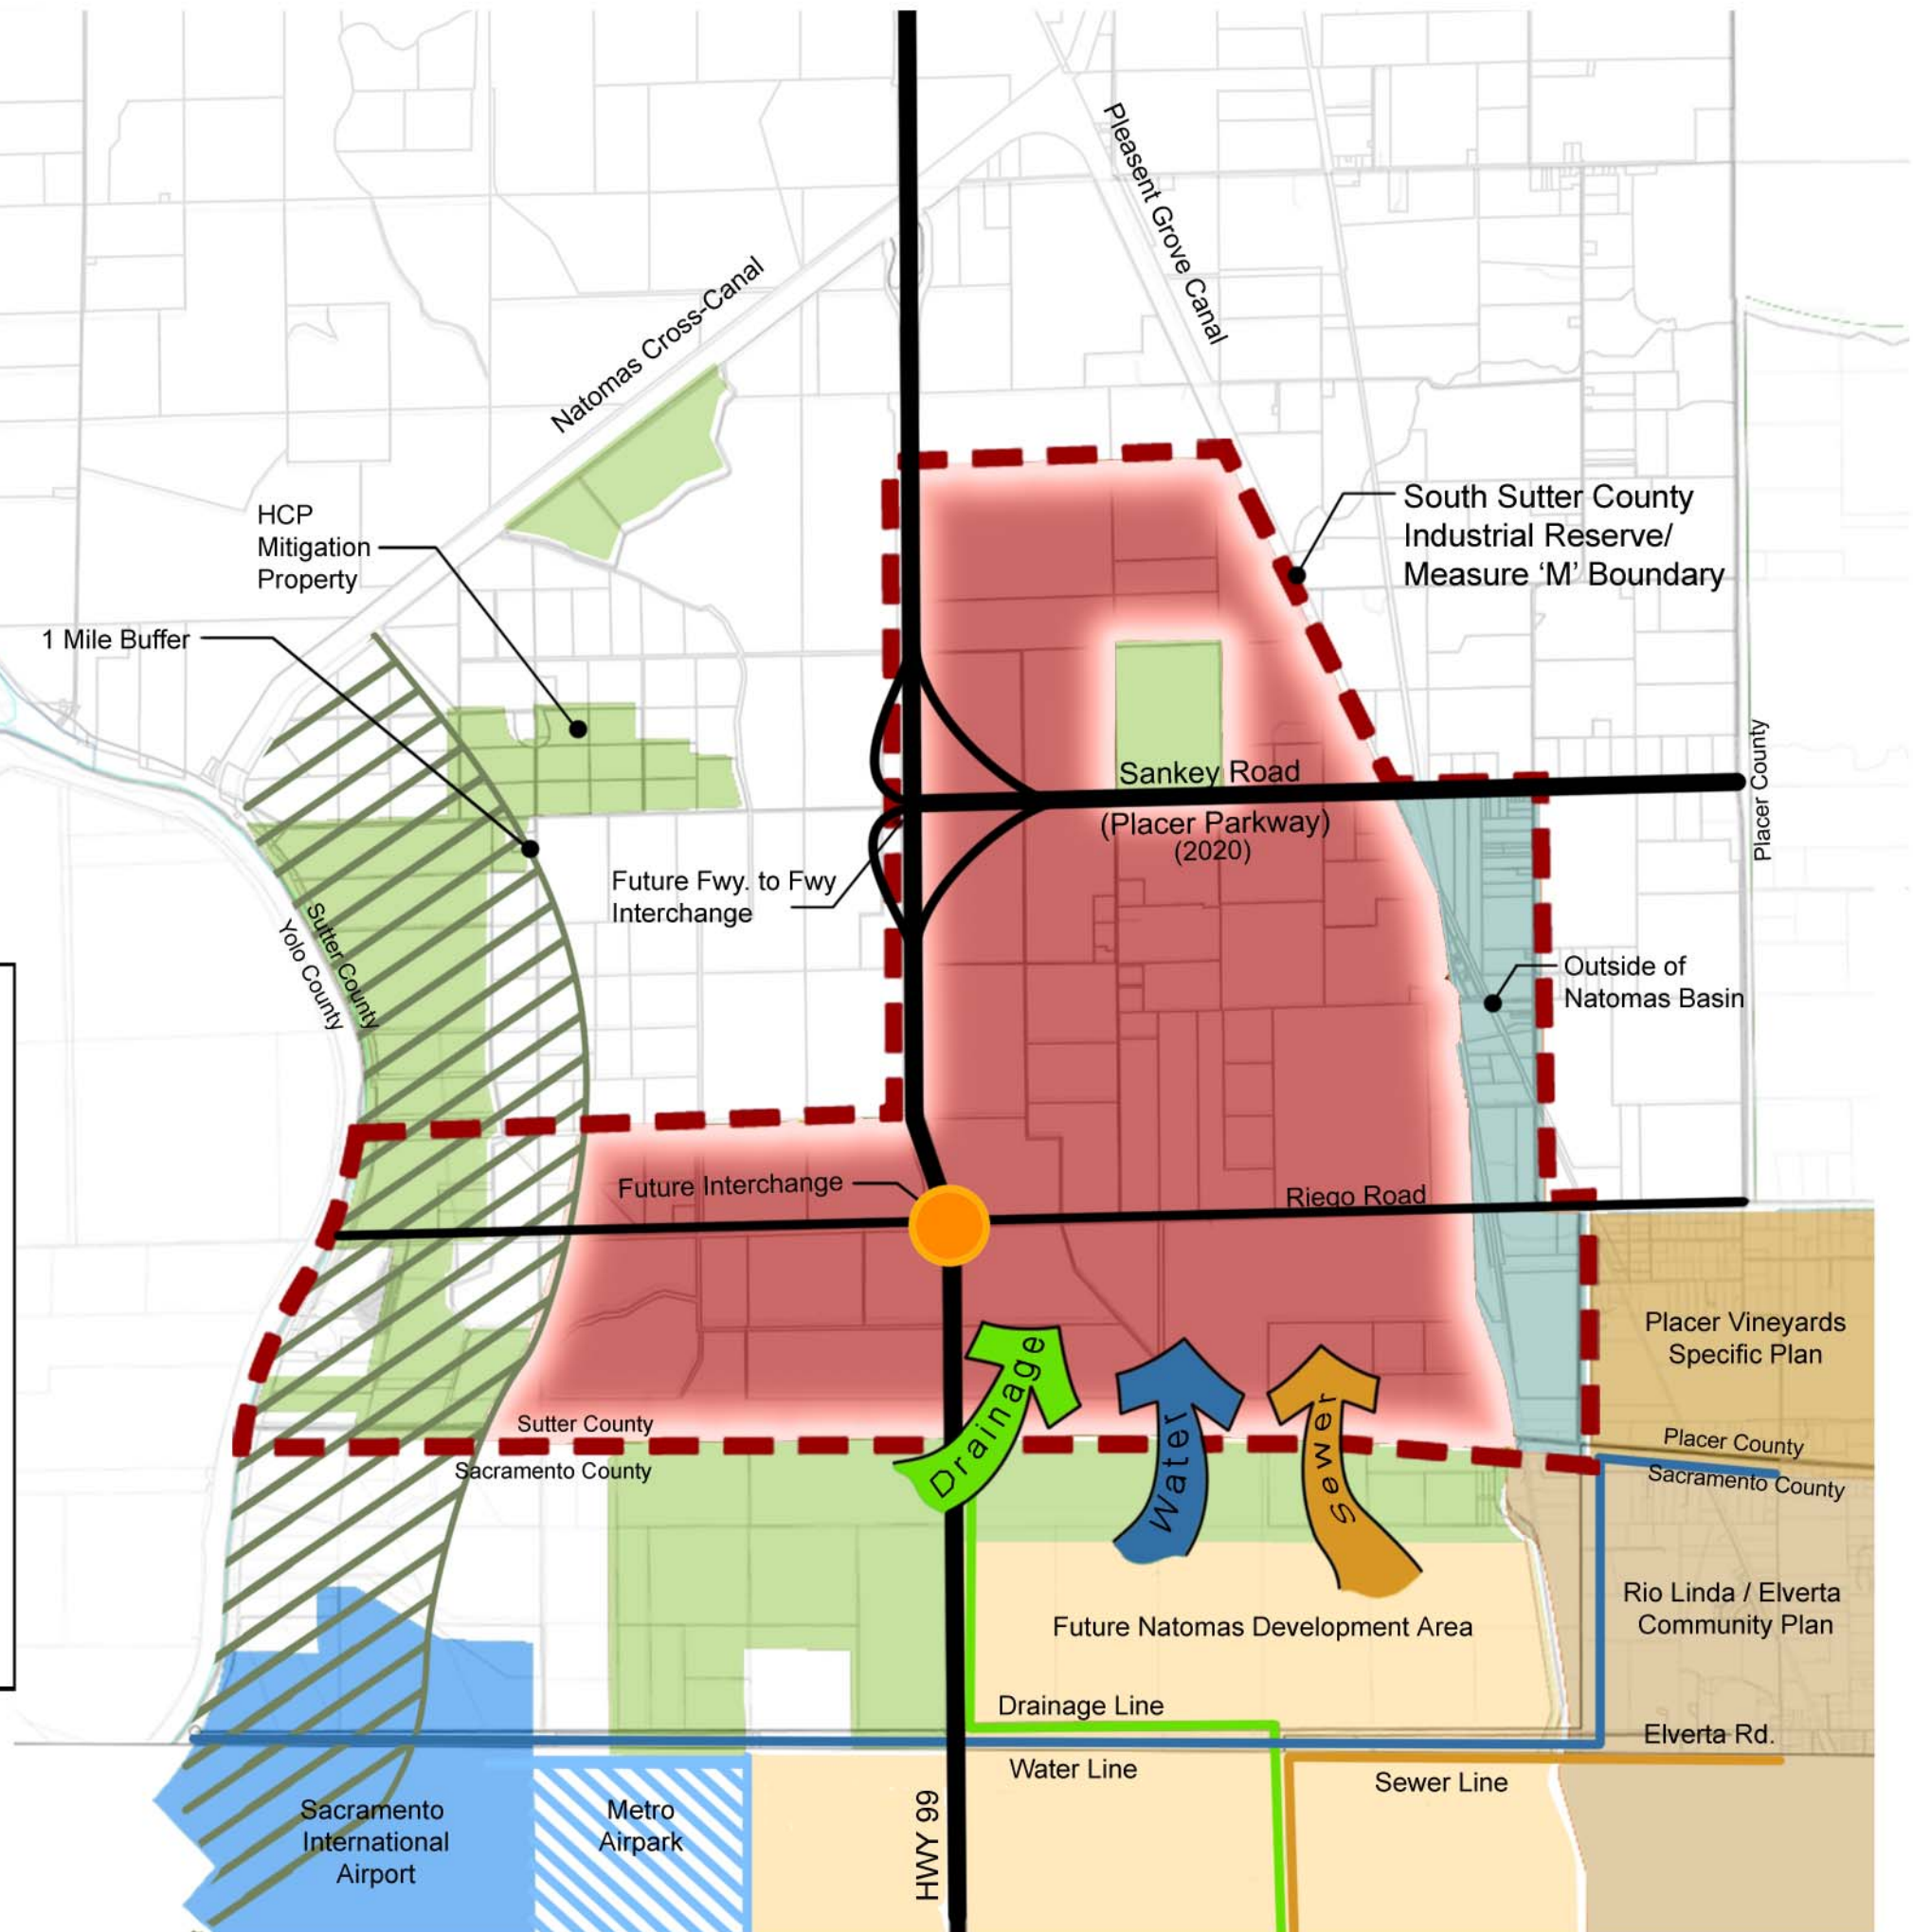 Pleasent Grove Canal
Natomas Cross-Canal
HCP
Mitigation
Property
South Sutter County
Industrial Reserve/
Measure ‘M’ Boundary
1 Mile Buffer
Sankey Road
(Placer Parkway)
(2020)
Placer County
Future Fwy. to Fwy
Interchange
Sutter County
Yolo County
Outside of
Natomas Basin
Future Interchange
Riego Road
Placer Vineyards
Specific Plan
Drainage
Water
Sewer
Sutter County
Sacramento County
Placer County
Sacramento County
Future Natomas Development Area
Rio Linda / Elverta
Community Plan
Drainage Line
Elverta Rd.
Water Line
Sewer Line
Sacramento
International
Airport
Metro
Airpark
HWY 99